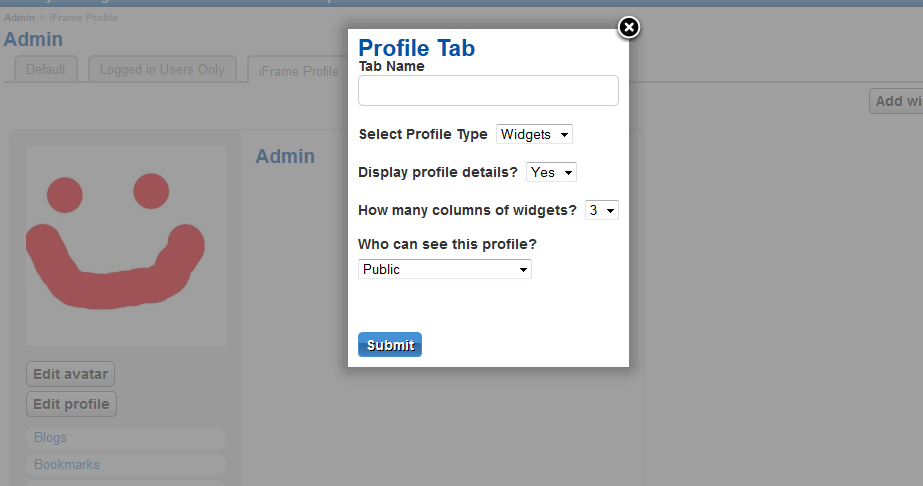 Admin > iFrame Profile
Admin
Default Logged in Users Only iFrame Profile
Add wi
Profile Tab
Tab Name
Select Profile Type Widgets
Display profile details? Yes
How many columns of widgets? 3
Who can see this profile?
Public
Submit
Admin
Edit avatar
Edit profile
Blogs
Bookmarks